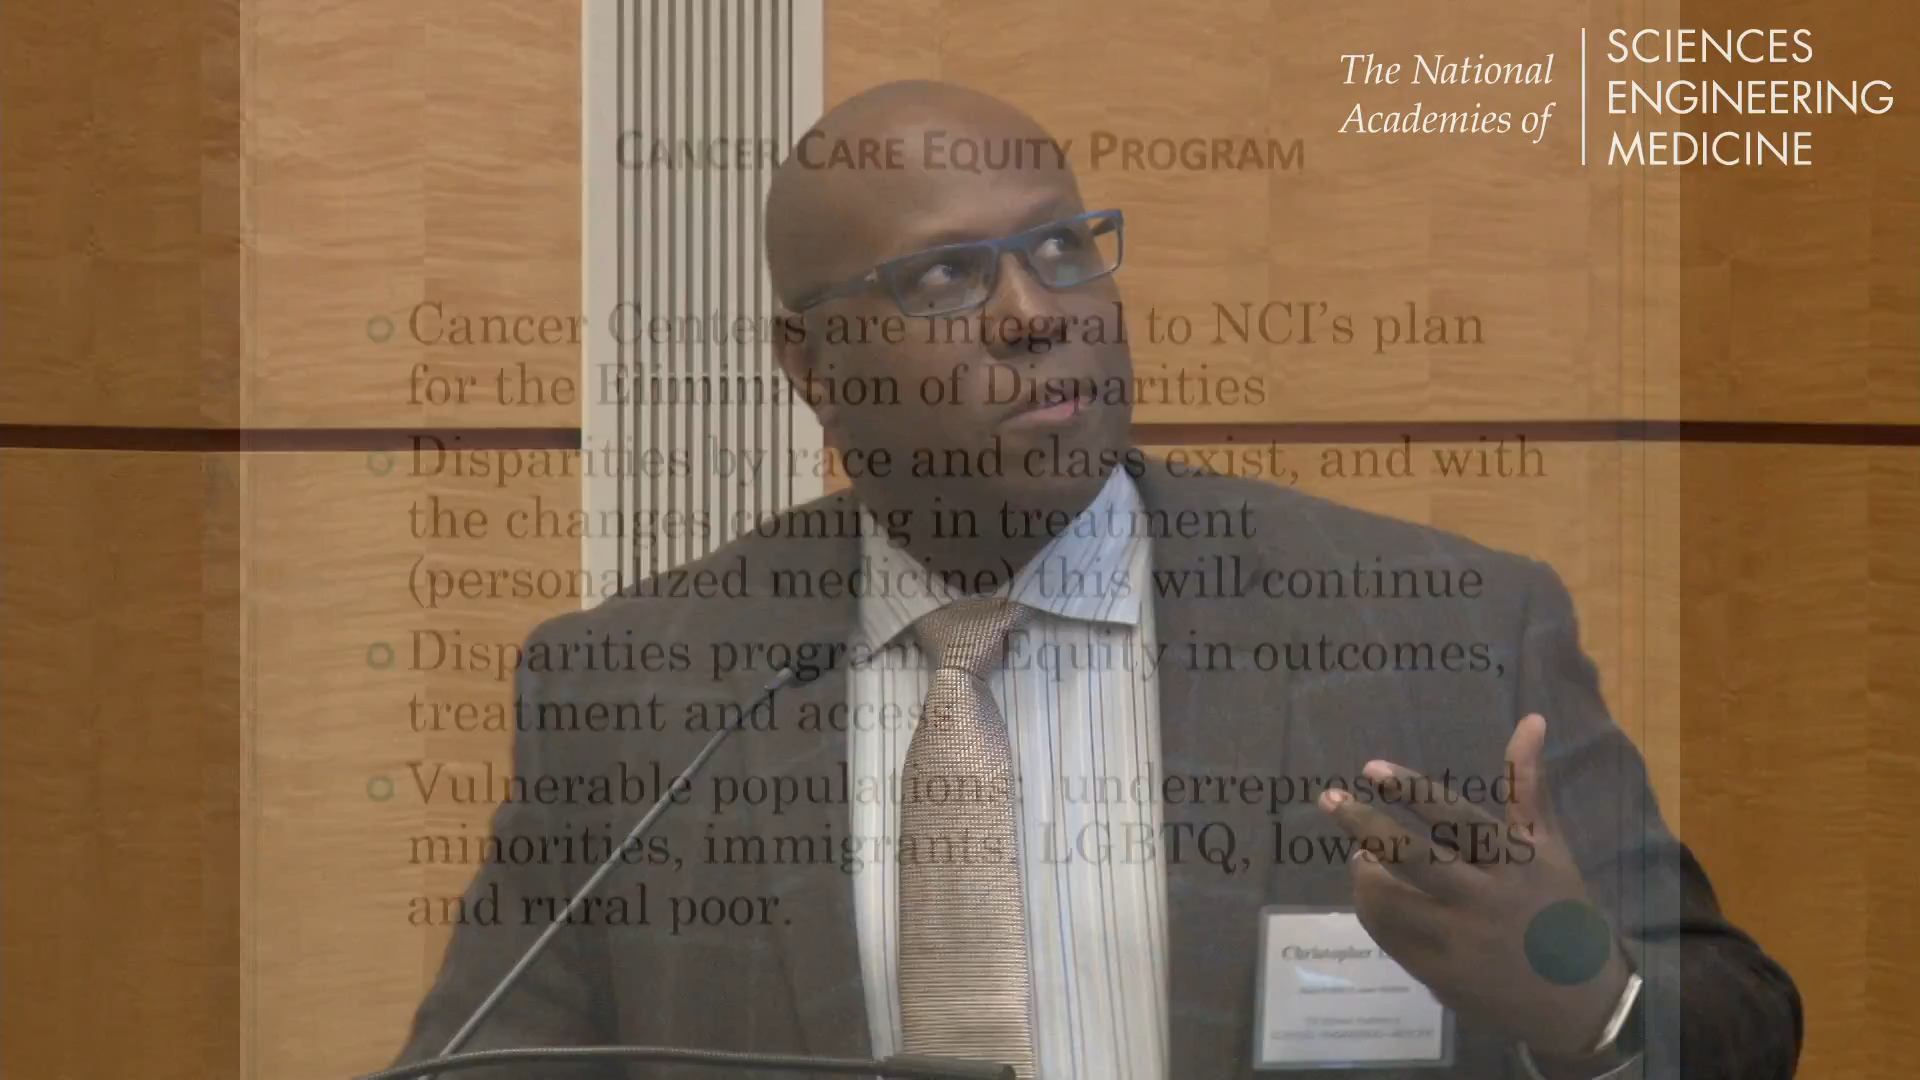 The National
Academies of
SCIENCES
ENGINEERING
MEDICINE
CANCER CARE EQUITY PROGRAM
Cancer Centers are integral to NCI's plan
for the Elimination of Disparities
Disparities by race and class exist, and with
the changes coming in treatment
(personalized medicine) this will continue
Disparities program: Equity in outcomes,
treatment and access
Vulnerable populations: underrepresented
minorities, immigrants, LGBTQ, lower SES
and rural poor.
Christopher